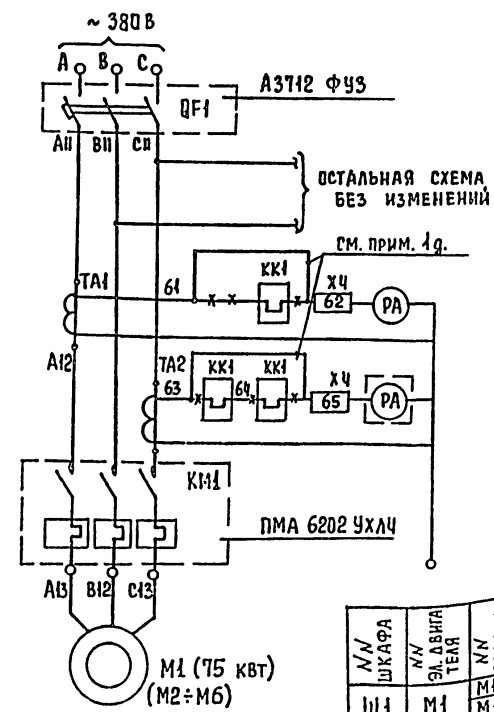 ~ 380 В
А В С
А3712 ФУЗ
QF1
А11 В11 С11
ОСТАЛЬНАЯ СХЕМА
БЕЗ ИЗМЕНЕНИЙ
СМ. ПРИМ. 1д.
ТА1
61
КК1
Х4
62
РА
А12
ТА2
63
КК1
64
КК1
Х4
65
РА
КМ1
ПМА 6202 УХЛ4
А13 В12 С13
М1 (75 КВТ)
(М2÷М6)
NN
ШКАФА
NN
ЭЛ. ДВИГА
ТЕЛЯ
NN
Ш1
М1
М1